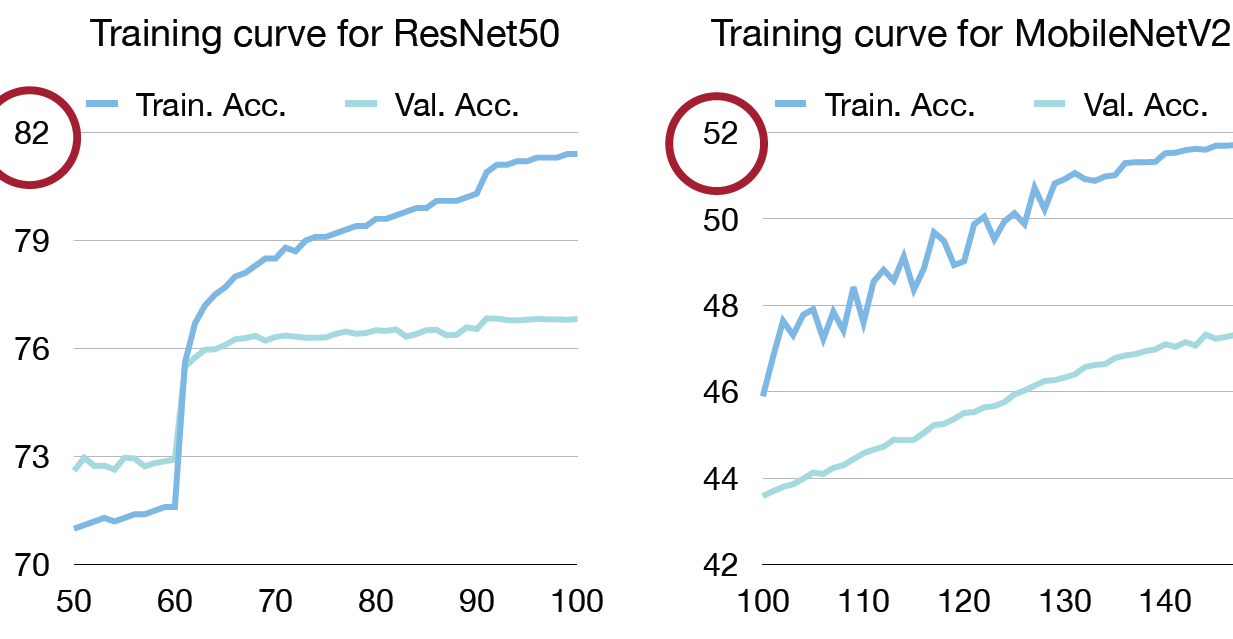 Training curve for ResNet50
Train. Acc.
Val. Acc.
82
79
76
73
70
50 60 70 80 90 100
Training curve for MobileNetV2
Train. Acc.
Val. Acc.
52
50
48
46
44
42
100 110 120 130 140